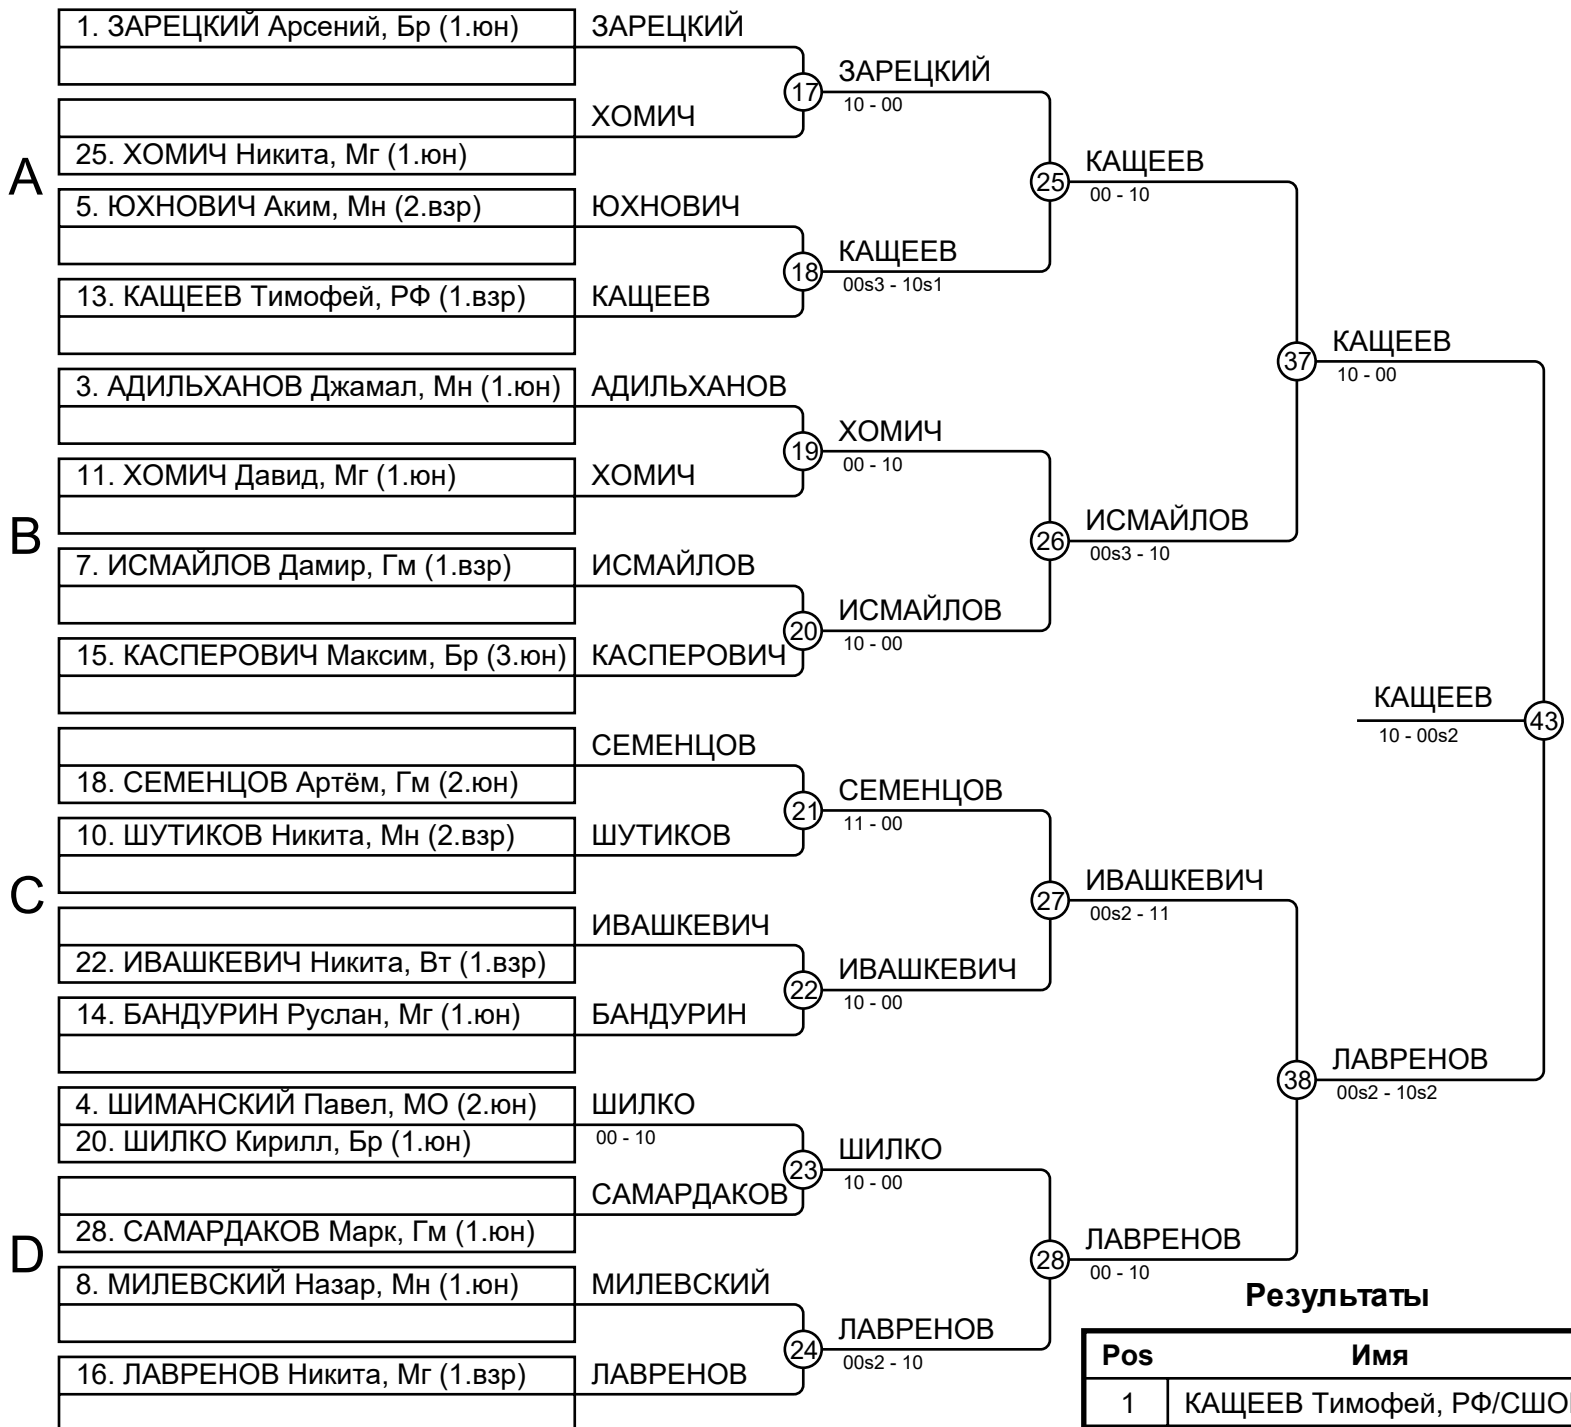 A
1. ЗАРЕЦКИЙ Арсений, Бр (1.юн)
25. ХОМИЧ Никита, Мг (1.юн)
5. ЮХНОВИЧ Аким, Мн (2.взр)
13. КАЩЕЕВ Тимофей, РФ (1.взр)
B
3. АДИЛЬХАНОВ Джамал, Мн (1.юн)
11. ХОМИЧ Давид, Мг (1.юн)
7. ИСМАЙЛОВ Дамир, Гм (1.взр)
15. КАСПЕРОВИЧ Максим, Бр (3.юн)
C
18. СЕМЕНЦОВ Артём, Гм (2.юн)
10. ШУТИКОВ Никита, Мн (2.взр)
22. ИВАШКЕВИЧ Никита, Вт (1.взр)
14. БАНДУРИН Руслан, Мг (1.юн)
D
4. ШИМАНСКИЙ Павел, МО (2.юн)
20. ШИЛКО Кирилл, Бр (1.юн)
28. САМАРДАКОВ Марк, Гм (1.юн)
8. МИЛЕВСКИЙ Назар, Мн (1.юн)
16. ЛАВРЕНОВ Никита, Мг (1.взр)
ЗАРЕЦКИЙ
ХОМИЧ
ЮХНОВИЧ
КАЩЕЕВ
АДИЛЬХАНОВ
ХОМИЧ
ИСМАЙЛОВ
КАСПЕРОВИЧ
СЕМЕНЦОВ
ШУТИКОВ
ИВАШКЕВИЧ
БАНДУРИН
ШИЛКО
00 - 10
САМАРДАКОВ
МИЛЕВСКИЙ
ЛАВРЕНОВ
17
ЗАРЕЦКИЙ
10 - 00
18
КАЩЕЕВ
00s3 - 10s1
19
ХОМИЧ
00 - 10
20
ИСМАЙЛОВ
10 - 00
21
СЕМЕНЦОВ
11 - 00
22
ИВАШКЕВИЧ
10 - 00
23
ШИЛКО
10 - 00
24
ЛАВРЕНОВ
00s2 - 10
25
КАЩЕЕВ
00 - 10
26
ИСМАЙЛОВ
00s3 - 10
27
ИВАШКЕВИЧ
00s2 - 11
28
ЛАВРЕНОВ
00 - 10
37
КАЩЕЕВ
10 - 00
38
ЛАВРЕНОВ
00s2 - 10s2
КАЩЕЕВ
10 - 00s2
43
Результаты
Pos Имя
1 КАЩЕЕВ Тимофей,